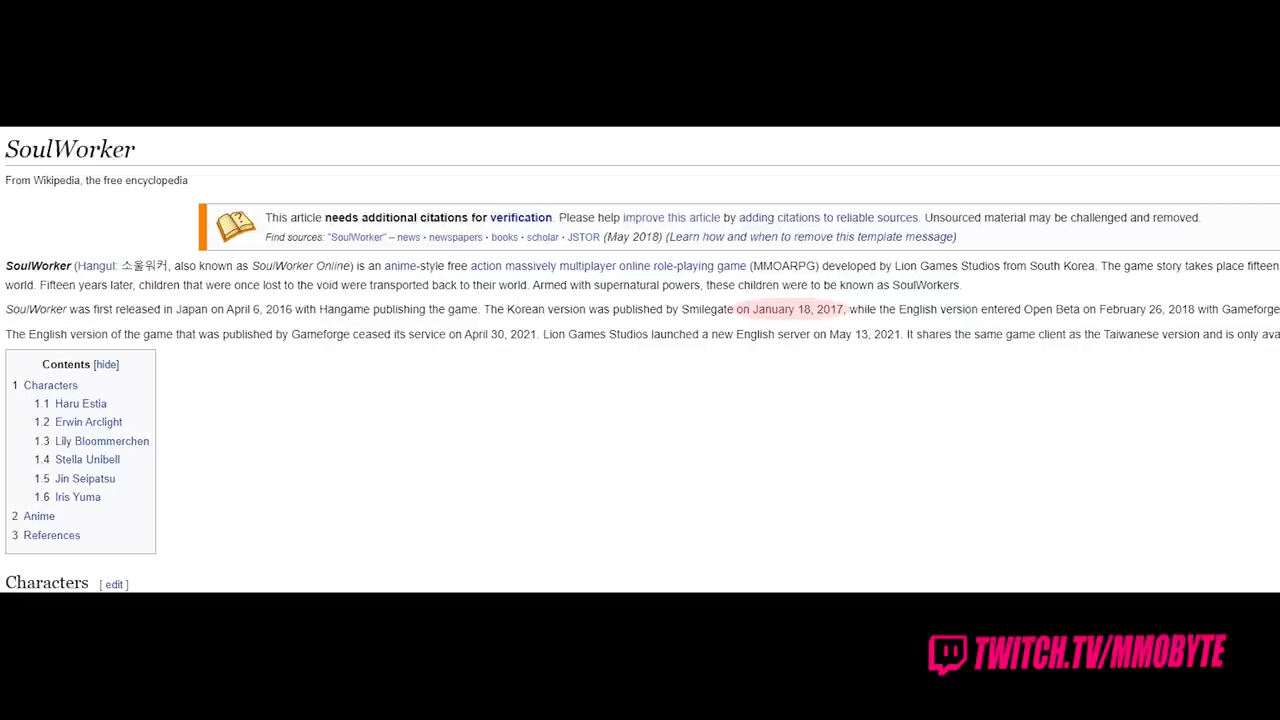 SoulWorker
From Wikipedia, the free encyclopedia
This article needs additional citations for verification. Please help improve this article by adding citations to reliable sources. Unsourced material may be challenged and removed.
Find sources: "SoulWorker" – news · newspapers · books · scholar · JSTOR (May 2018) (Learn how and when to remove this template message)
SoulWorker (Hangul: 소울워커, also known as SoulWorker Online) is an anime-style free action massively multiplayer online role-playing game (MMOARPG) developed by Lion Games Studios from South Korea. The game story takes place fifteen
world. Fifteen years later, children that were once lost to the void were transported back to their world. Armed with supernatural powers, these children were to be known as SoulWorkers.
SoulWorker was first released in Japan on April 6, 2016 with Hangame publishing the game. The Korean version was published by Smilegate on January 18, 2017, while the English version entered Open Beta on February 26, 2018 with Gameforge
The English version of the game that was published by Gameforge ceased its service on April 30, 2021. Lion Games Studios launched a new English server on May 13, 2021. It shares the same game client as the Taiwanese version and is only ava
Contents [hide]
1 Characters
1.1 Haru Estia
1.2 Erwin Arclight
1.3 Lily Bloommerchen
1.4 Stella Unibell
1.5 Jin Seipatsu
1.6 Iris Yuma
2 Anime
3 References
Characters [ edit ]
TWITCH.TV/MMOBYTE